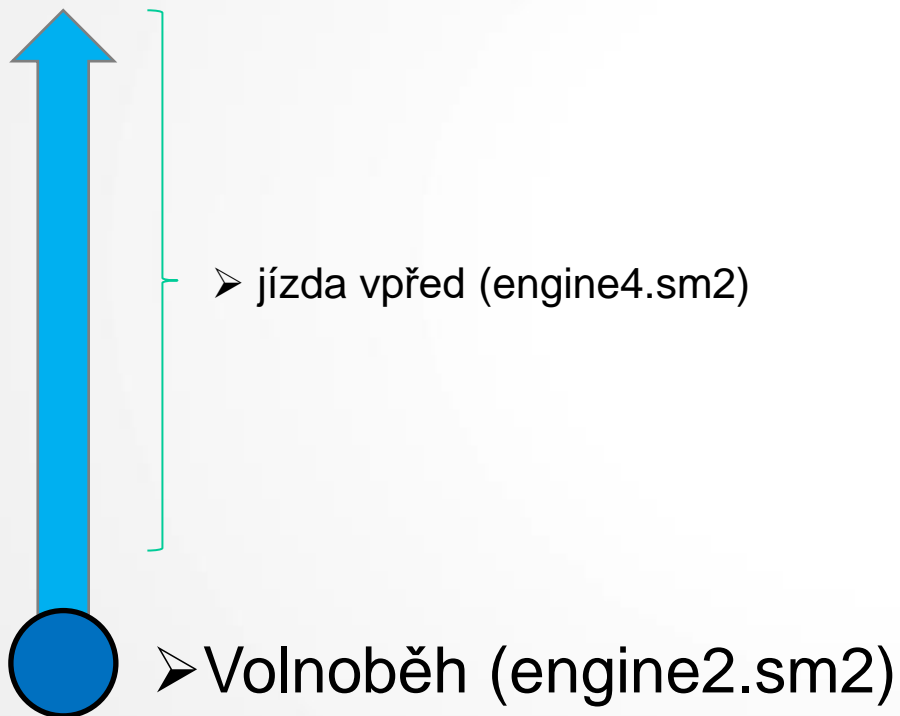 ➢ jízda vpřed (engine4.sm2)
➢Volnoběh (engine2.sm2)